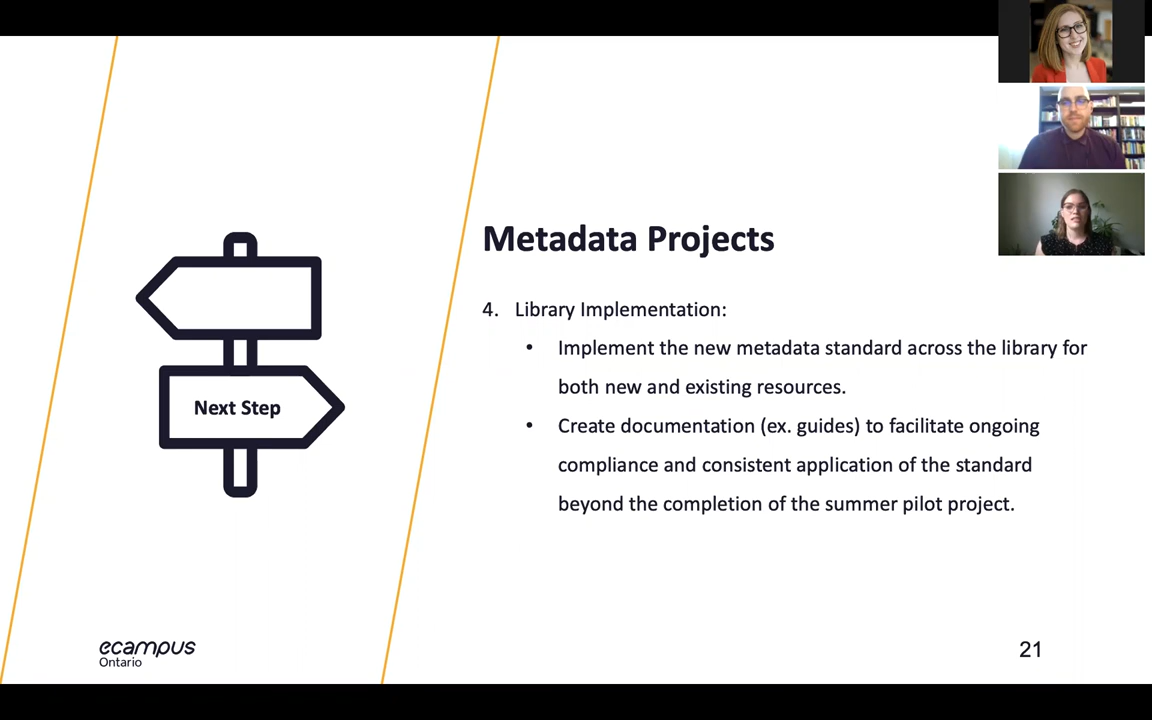 Metadata Projects
4. Library Implementation:
• Implement the new metadata standard across the library for
both new and existing resources.
• Create documentation (ex. guides) to facilitate ongoing
compliance and consistent application of the standard
beyond the completion of the summer pilot project.
Next Step
ecampus
Ontario
21